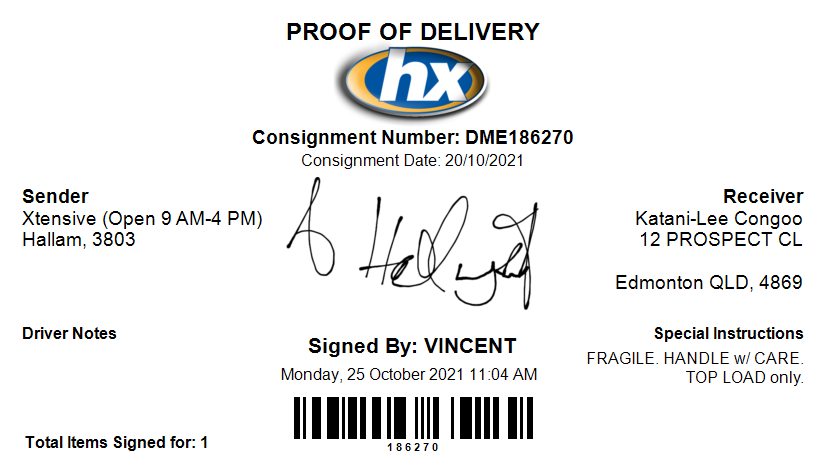 PROOF OF DELIVERY
hx
Consignment Number: DME186270
Consignment Date: 20/10/2021
Sender
Xtensive (Open 9 AM-4 PM)
Hallam, 3803
Receiver
Katani-Lee Congoo
12 PROSPECT CL
Edmonton QLD, 4869
Driver Notes
Signed By: VINCENT
Monday, 25 October 2021 11:04 AM
Special Instructions
FRAGILE. HANDLE w/ CARE.
TOP LOAD only.
186270
Total Items Signed for: 1